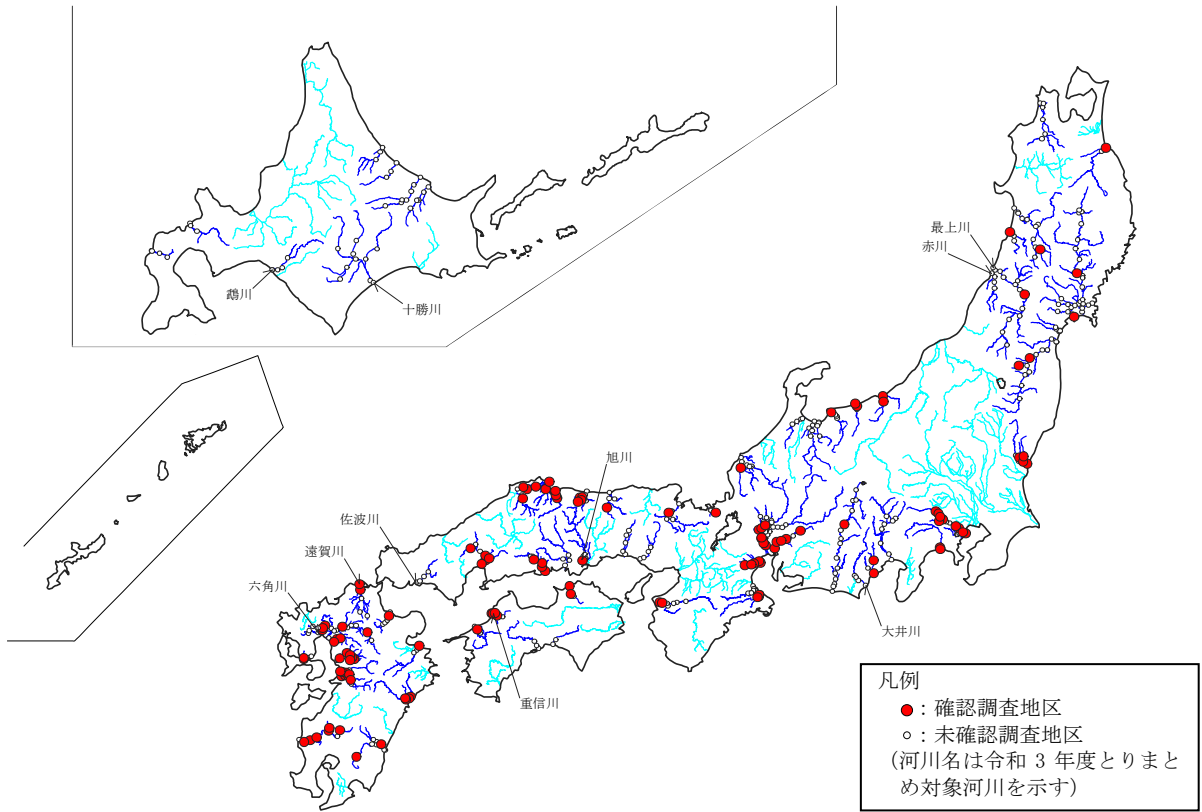 最上川
赤川
鵡川
十勝川
旭川
佐波川
遠賀川
六角川
大井川
重信川
凡例
：確認調査地区
：未確認調査地区
(河川名は令和 3 年度とりまと
め対象河川を示す)